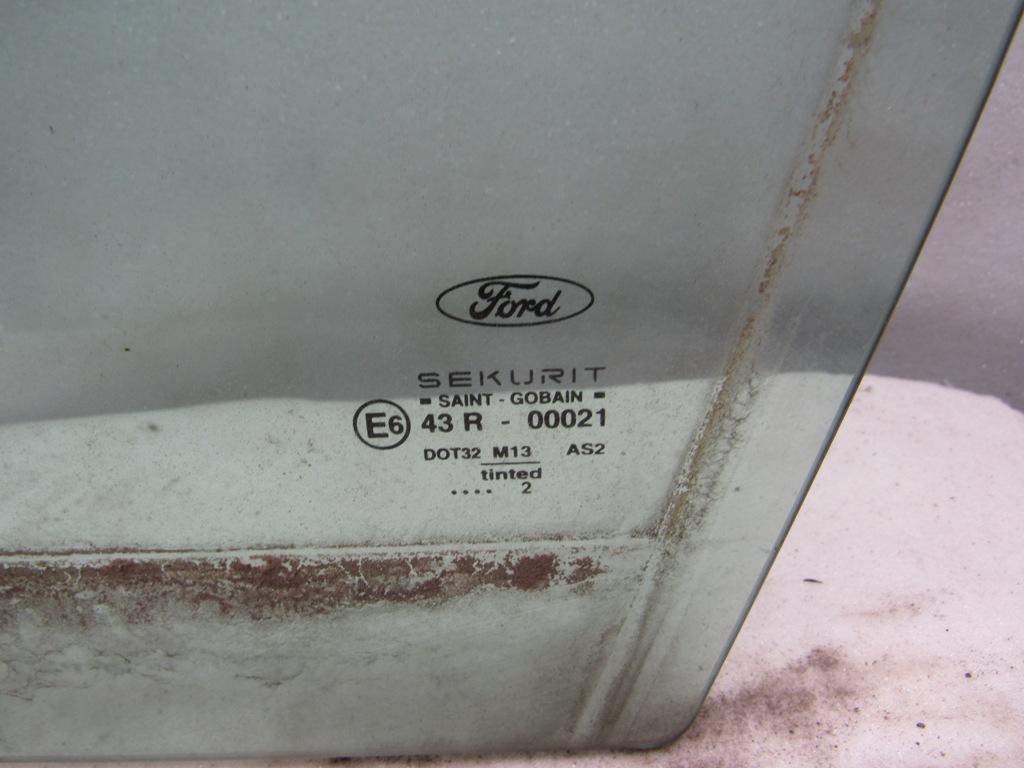 Ford
SEKURIT
SAINT - GOBAIN
E6 43 R - 00021
DOT32 M13 AS2
tinted
.... 2